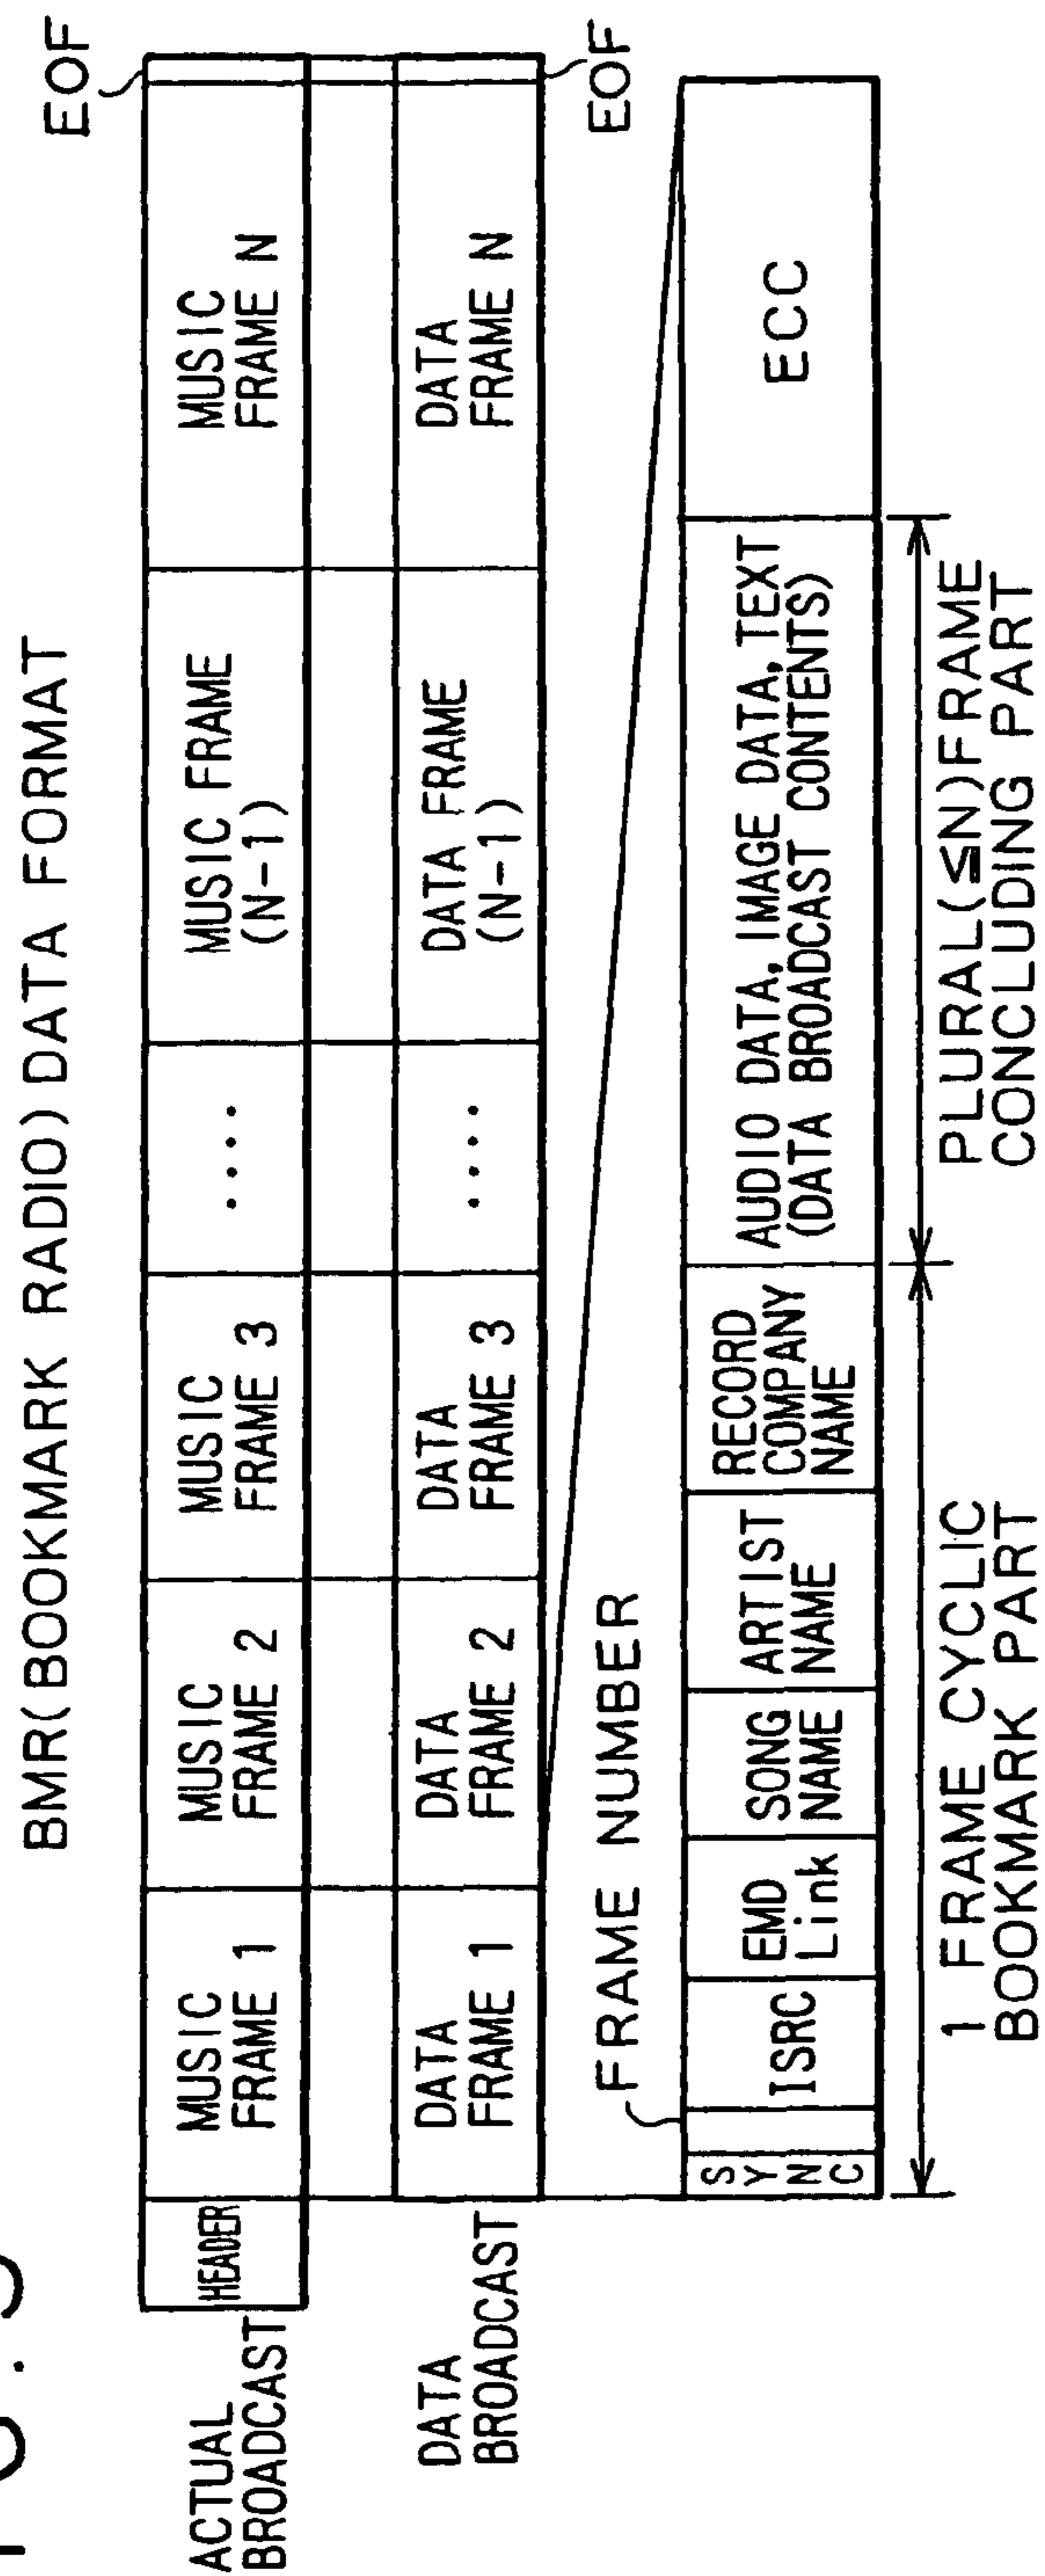 BMR(BOOKMARK RADIO) DATA FORMAT
EOF
ACTUAL
BROADCAST
HEADER
MUSIC
FRAME 1
MUSIC
FRAME 2
MUSIC
FRAME 3
....
MUSIC FRAME
(N-1)
MUSIC
FRAME N
DATA
BROADCAST
DATA
FRAME 1
DATA
FRAME 2
DATA
FRAME 3
....
DATA FRAME
(N-1)
DATA
FRAME N
EOF
FRAME NUMBER
SYNC
ISRC
EMD
Link
SONG
NAME
ARTIST
NAME
RECORD
COMPANY
NAME
AUDIO DATA, IMAGE DATA, TEXT
(DATA BROADCAST CONTENTS)
ECC
1 FRAME CYCLIC
BOOKMARK PART
PLURAL(≦N)FRAME
CONCLUDING PART